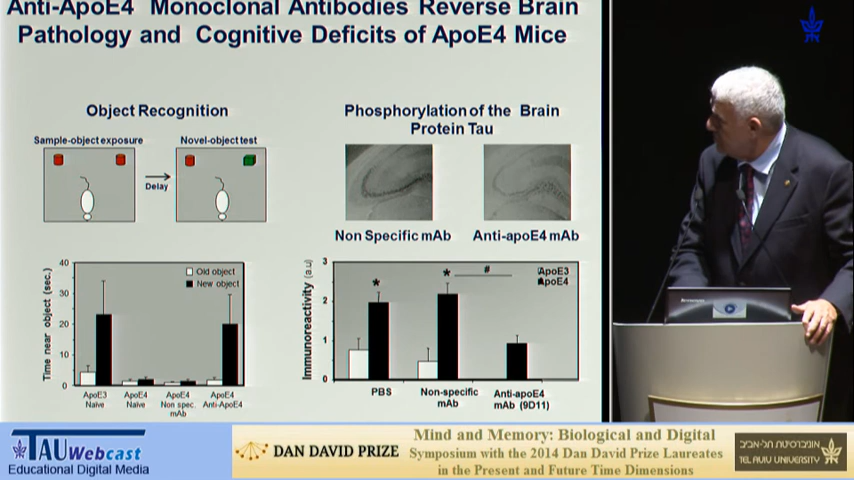 Anti-ApoE4 Monoclonal Antibodies Reverse Brain
Pathology and Cognitive Deficits of ApoE4 Mice
Object Recognition
Sample-object exposure
Novel-object test
Delay
Phosphorylation of the Brain
Protein Tau
Non Specific mAb
Anti-apoE4 mAb
Time near object (sec.)
40
30
20
10
0
Old object
New object
ApoE3
Naive
ApoE4
Naive
ApoE4
Non spec.
mAb
ApoE4
Anti-ApoE4
Immunoreactivity (a.u)
3
2
1
0
*
*
#
ApoE3
ApoE4
PBS
Non-specific
mAb
Anti-apoE4
mAb (9D11)
TAU Webcast
Educational Digital Media
DAN DAVID PRIZE
Mind and Memory: Biological and Digital
Symposium with the 2014 Dan David Prize Laureates
in the Present and Future Time Dimensions
אוניברסיטת תל-אביב
TEL AVIV UNIVERSITY